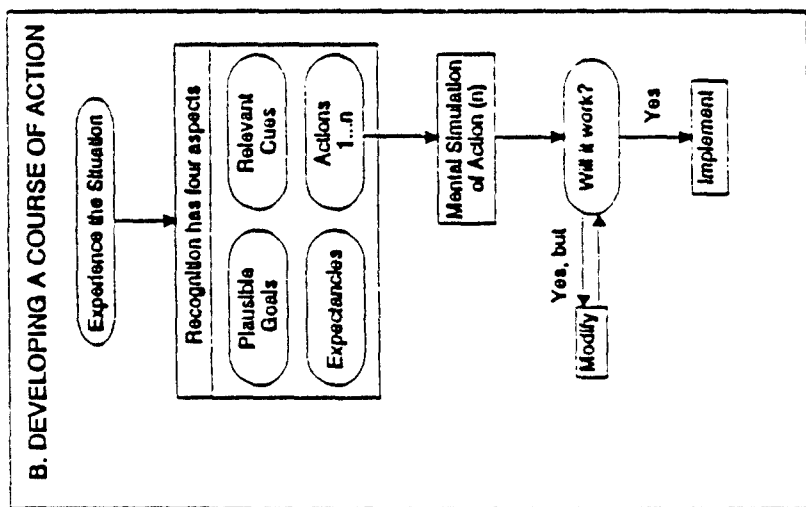 B. DEVELOPING A COURSE OF ACTION
Experience the Situation
Recognition has four aspects
Plausible
Goals
Relevant
Cues
Expectancies
Actions
1...n
Mental Simulation
of Action (n)
Will it work?
Yes, but
Modify
Yes
Implement